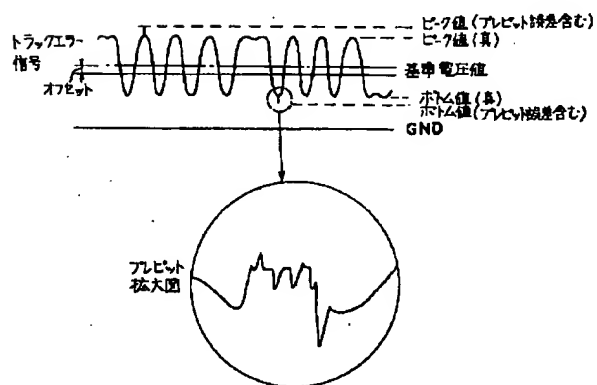 ピーク値(プレピット誤差含む)
ピーク値(真)
トラックエラー
信号
基準電圧値
オフセット
ボトム値(真)
ボトム値(プレピット誤差含む)
GND
プレピット
拡大図